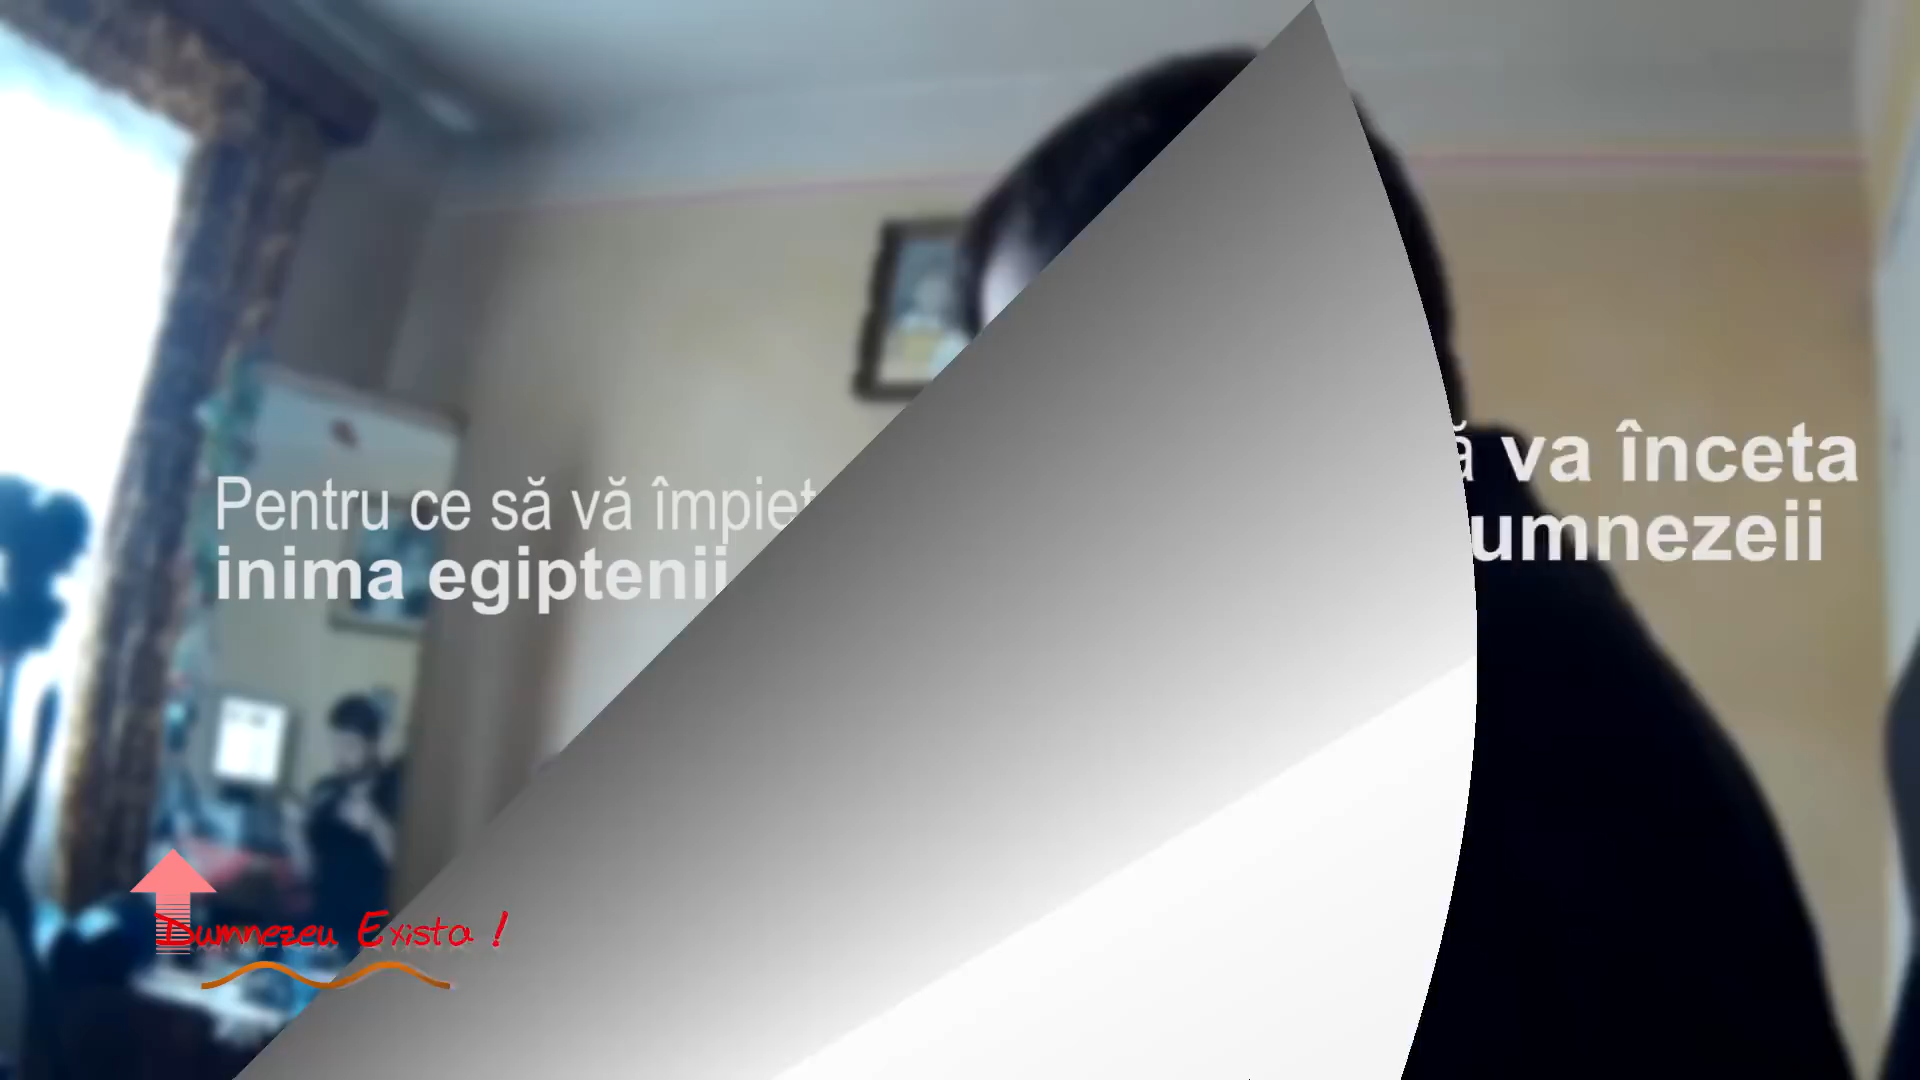 Pentru ce să vă împiet
inima egiptenii
ă va înceta
umnezeii
Dumnezeu Exista !